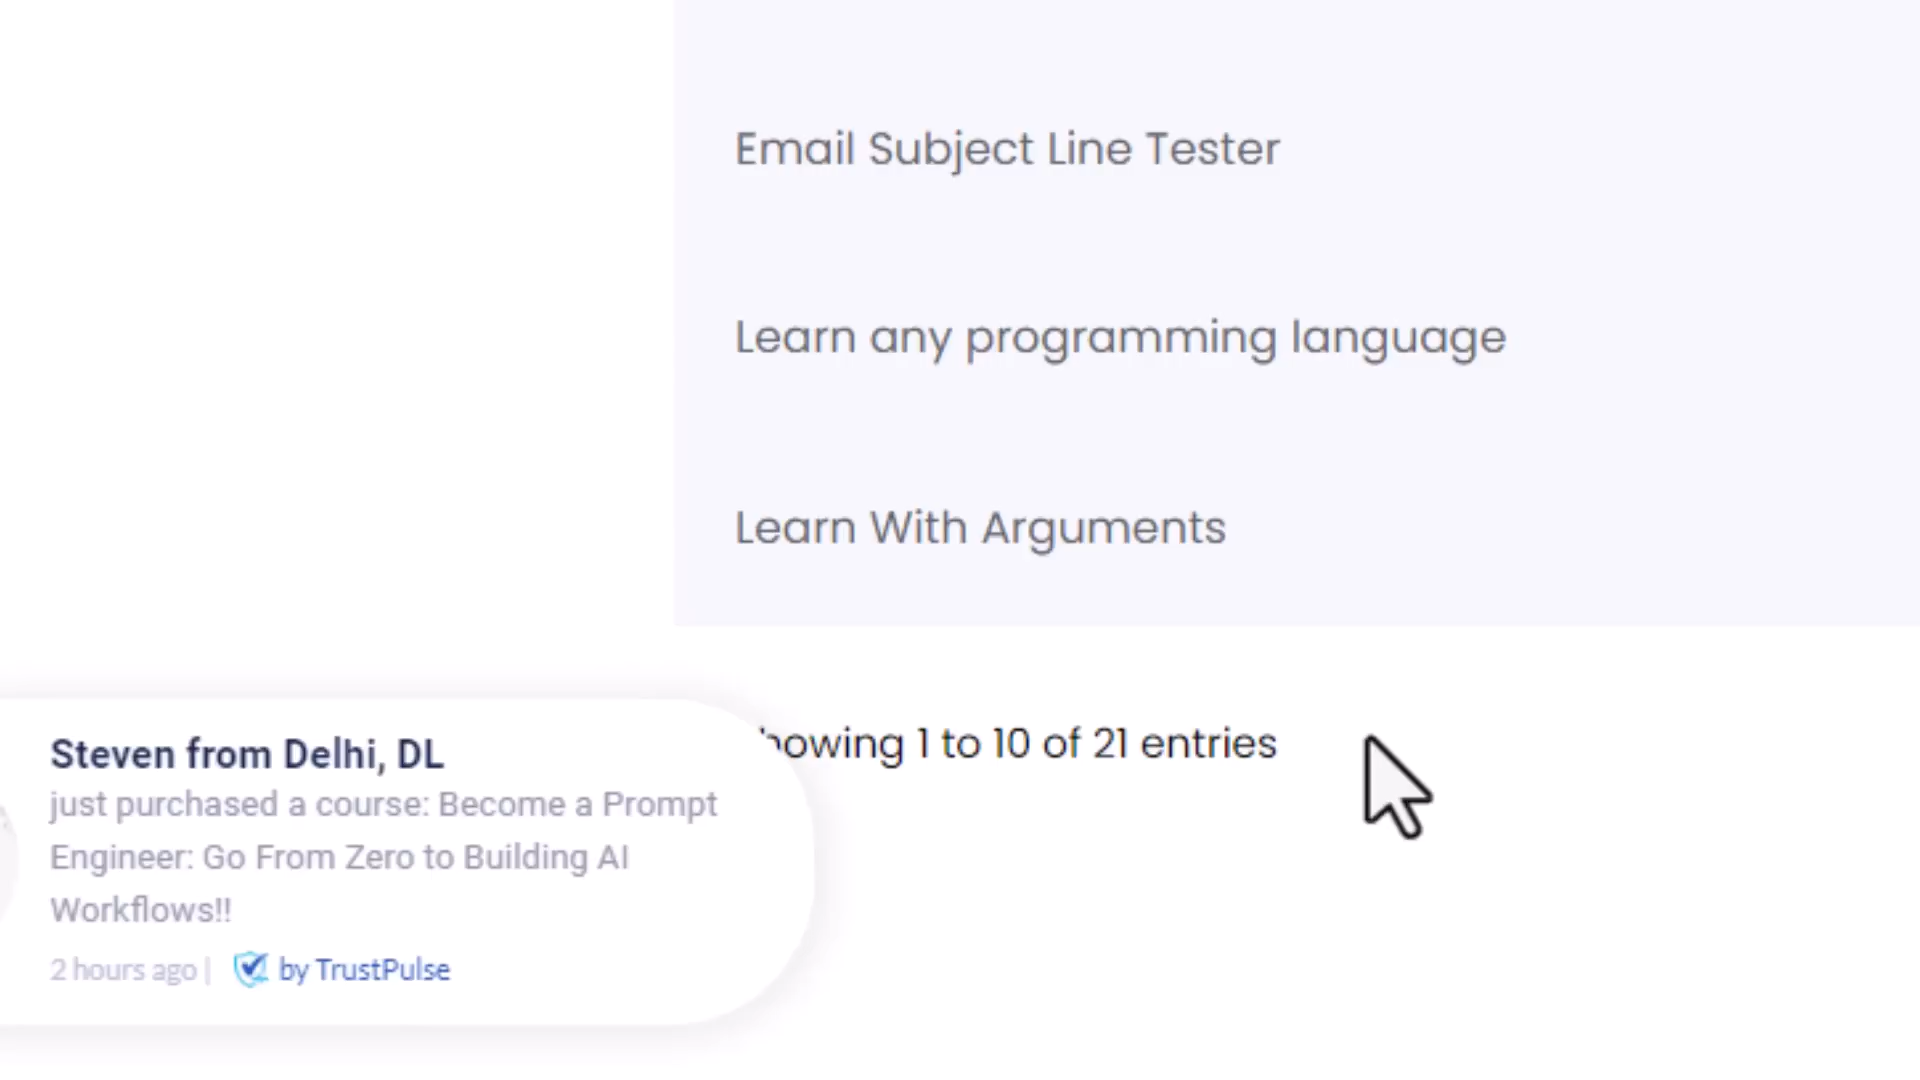 Email Subject Line Tester
Learn any programming language
Learn With Arguments
1 to 10 of 21 entries
Steven from Delhi, DL
just purchased a course: Become a Prompt
Engineer: Go From Zero to Building AI
Workflows!!
2 hours ago | by TrustPulse